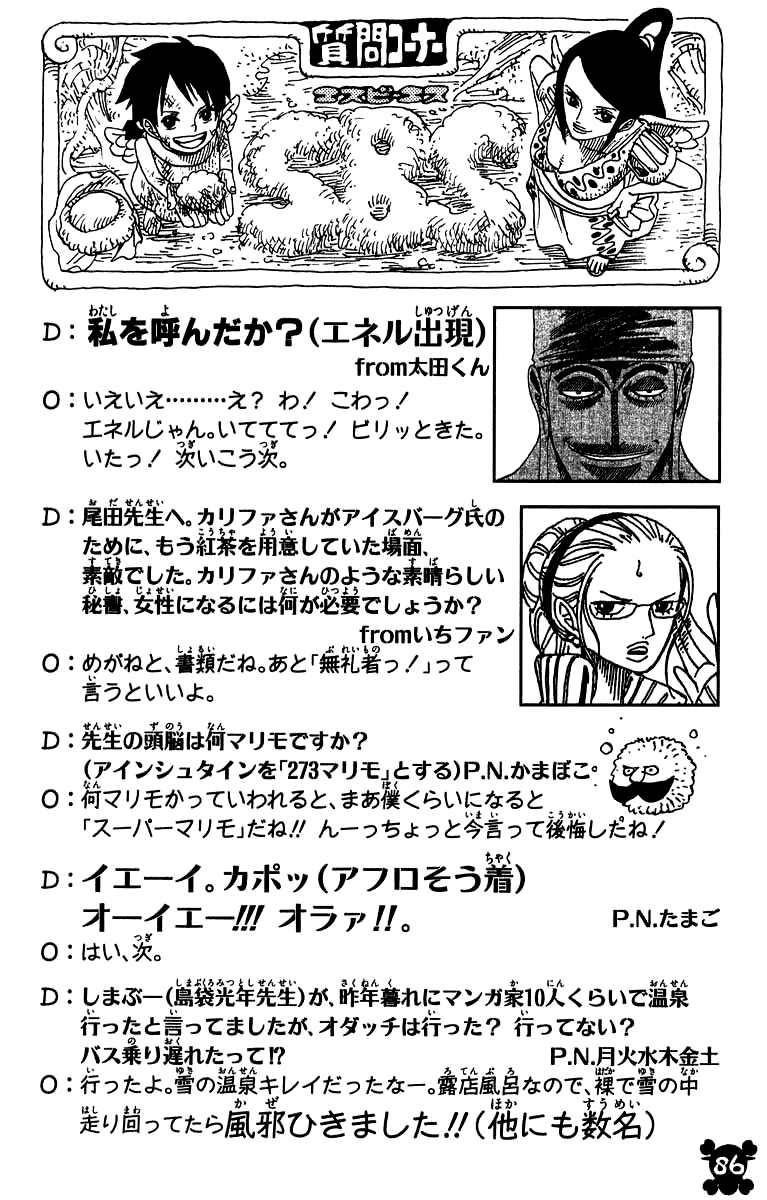 質問コーナー
エスビーエス
SBS
D：私を呼んだか？（エネル出現）
from太田くん
O：いえいえ………え？ わ！ こわっ！
エネルじゃん。いてててっ！ ビリッときた。
いたっ！ 次いこう次。
D：尾田先生へ。カリファさんがアイスバーグ氏の
ために、もう紅茶を用意していた場面、
素敵でした。カリファさんのような素晴らしい
秘書、女性になるには何が必要でしょうか？
fromいちファン
O：めがねと、書類だね。あと「無礼者っ！」って
言うといいよ。
D：先生の頭脳は何マリモですか？
（アインシュタインを「273マリモ」とする）P.N.かまぼこ
O：何マリモかっていわれると、まあ僕くらいになると
「スーパーマリモ」だね!! んーっちょっと今言って後悔したね！
D：イエーイ。カポッ（アフロそう着）
オーイエー!!! オラァ!!。 P.N.たまご
O：はい、次。
D：しまぶー（島袋光年先生）が、昨年暮れにマンガ家10人くらいで温泉
行ったと言ってましたが、オダッチは行った？ 行ってない？
バス乗り遅れたって!? P.N.月火水木金土
O：行ったよ。雪の温泉キレイだったなー。露店風呂なので、裸で雪の中
走り回ってたら風邪ひきました!!（他にも数名）
86